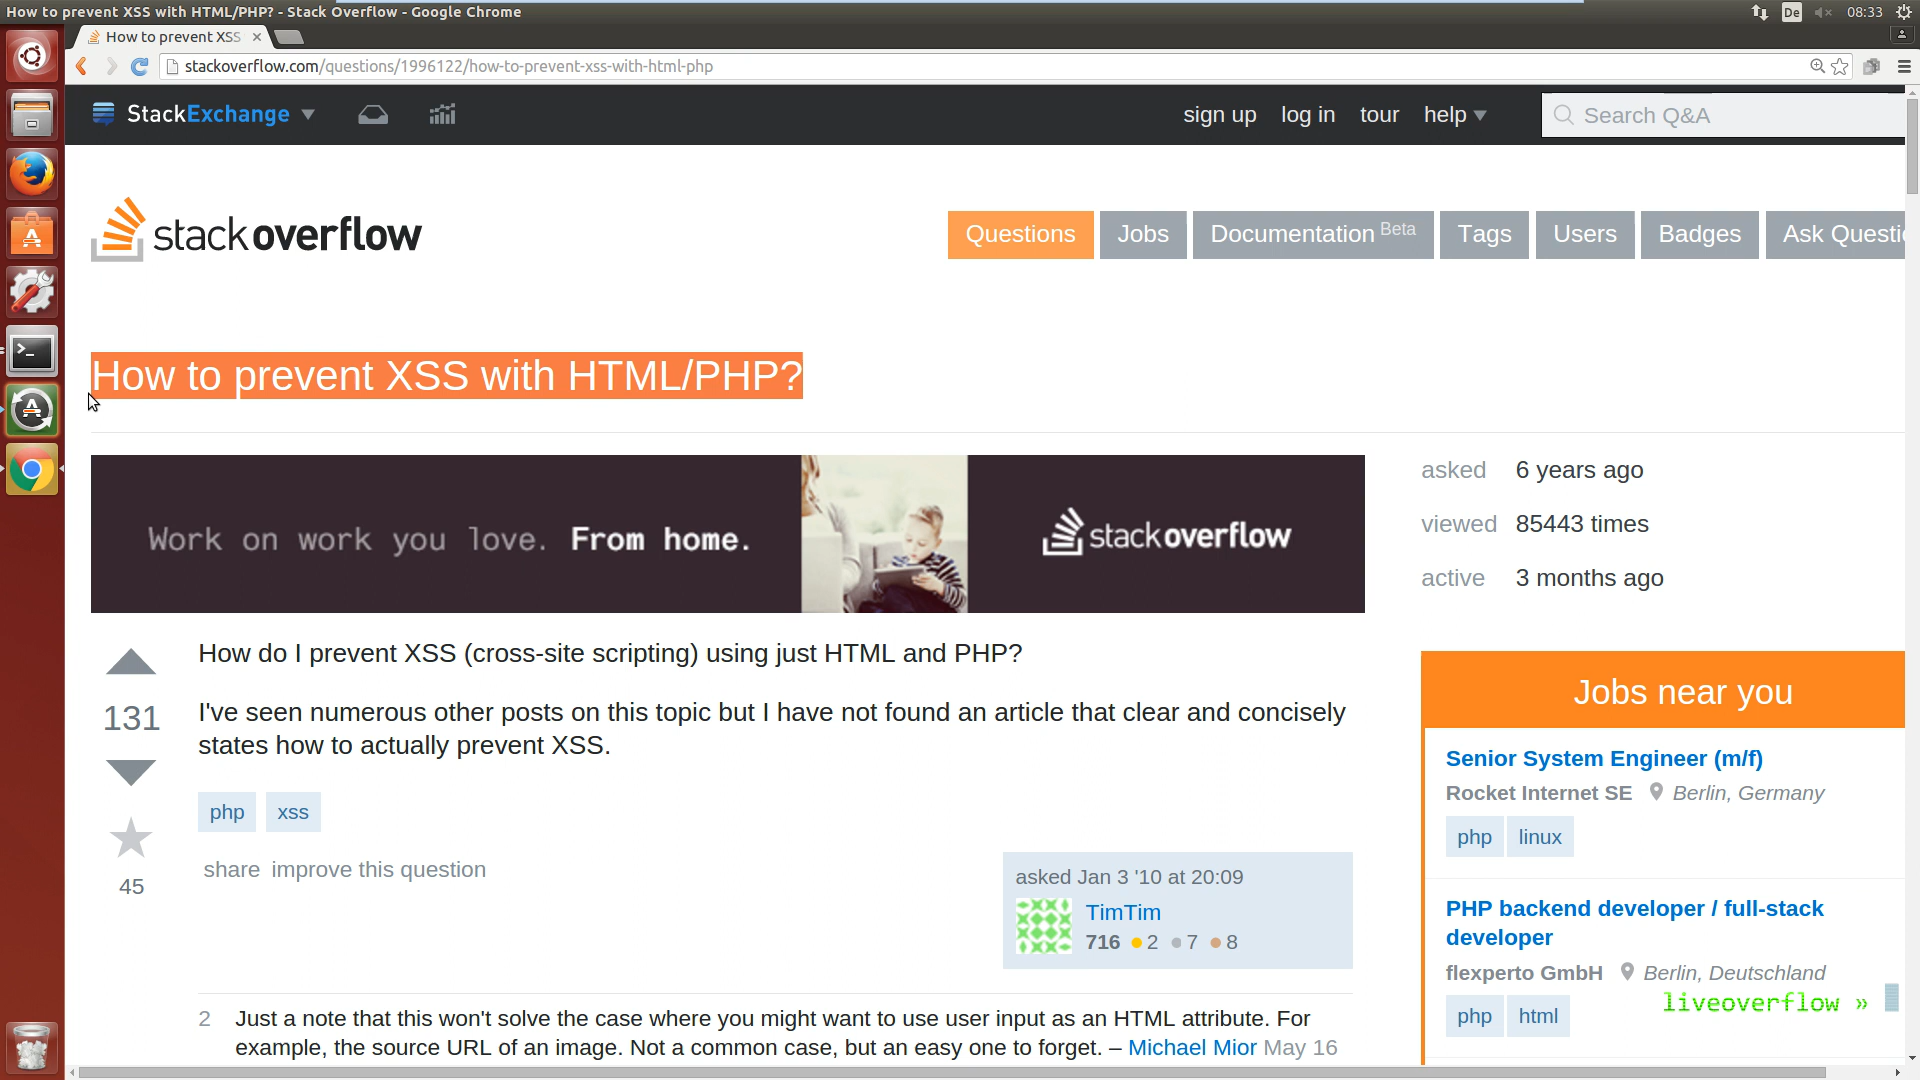 How to prevent XSS with HTML/PHP? - Stack Overflow - Google Chrome
De 08:33
How to prevent XSS
stackoverflow.com/questions/1996122/how-to-prevent-xss-with-html-php
StackExchange
sign up log in tour help
Search Q&A
stackoverflow
Questions Jobs Documentation Beta Tags Users Badges Ask Questi
How to prevent XSS with HTML/PHP?
Work on work you love. From home.
stackoverflow
asked 6 years ago
viewed 85443 times
active 3 months ago
How do I prevent XSS (cross-site scripting) using just HTML and PHP?
131
I've seen numerous other posts on this topic but I have not found an article that clear and concisely
states how to actually prevent XSS.
php xss
45
share improve this question
asked Jan 3 '10 at 20:09
TimTim
716 2 7 8
2 Just a note that this won't solve the case where you might want to use user input as an HTML attribute. For
example, the source URL of an image. Not a common case, but an easy one to forget. – Michael Mior May 16
Jobs near you
Senior System Engineer (m/f)
Rocket Internet SE Berlin, Germany
php linux
PHP backend developer / full-stack
developer
flexperto GmbH Berlin, Deutschland
php html
liveoverflow »